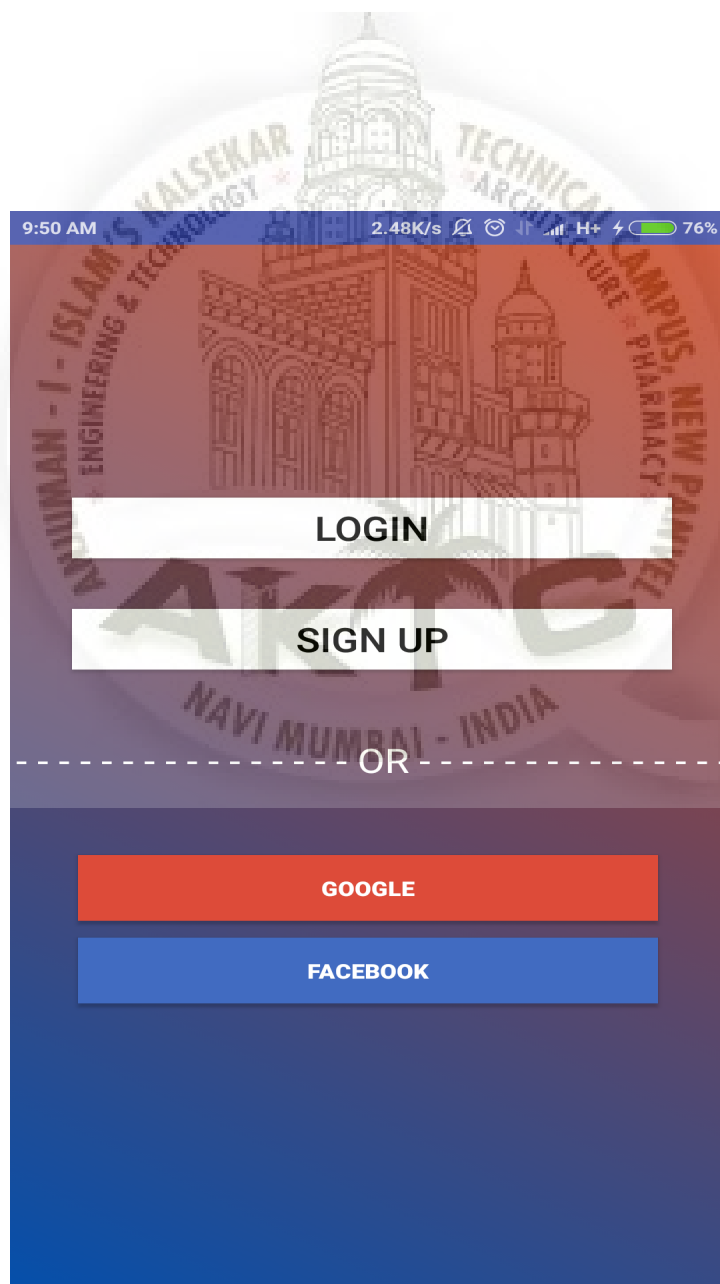 ANJUMAN - I - ISLAM'S KALSEKAR TECHNICAL CAMPUS, NEW PANVEL
ENGINEERING & TECHNOLOGY * ARCHITECTURE * PHARMACY
9:50 AM 2.48K/s H+ 76%
LOGIN
AKTC
SIGN UP
NAVI MUMBAI - INDIA
OR
GOOGLE
FACEBOOK